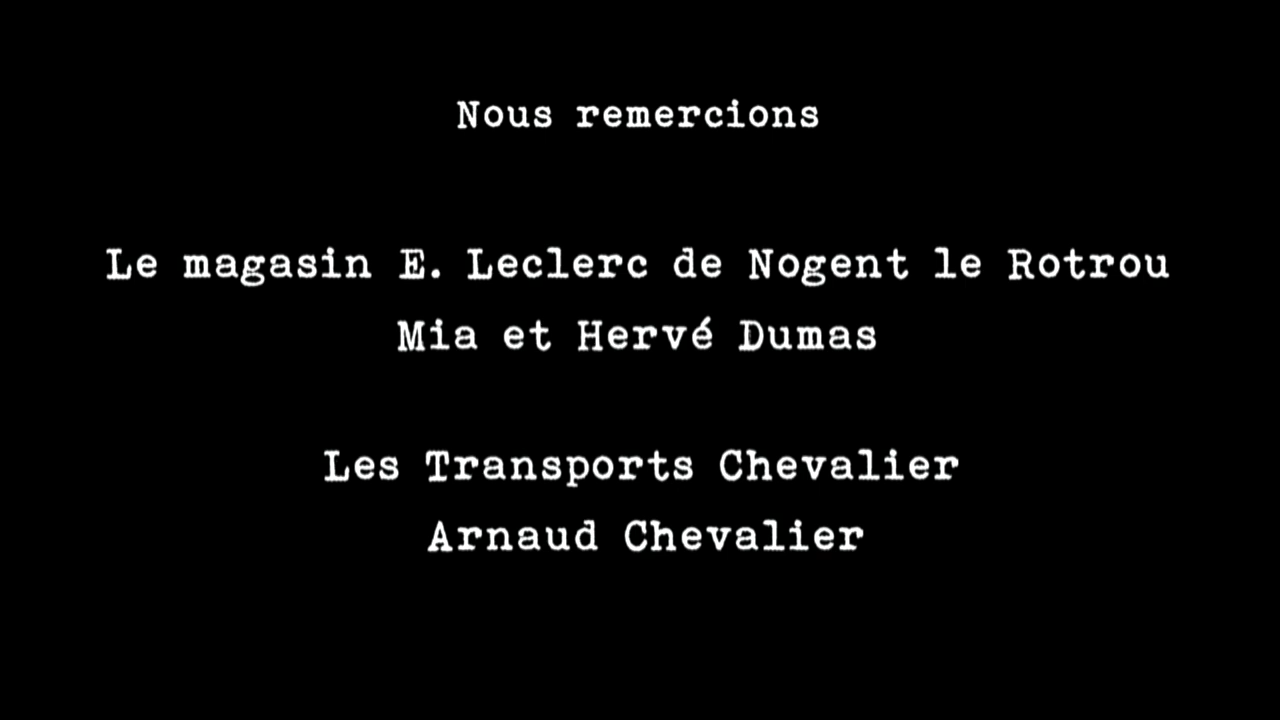 Nous remercions
Le magasin E. Leclerc de Nogent le Rotrou
Mia et Hervé Dumas
Les Transports Chevalier
Arnaud Chevalier